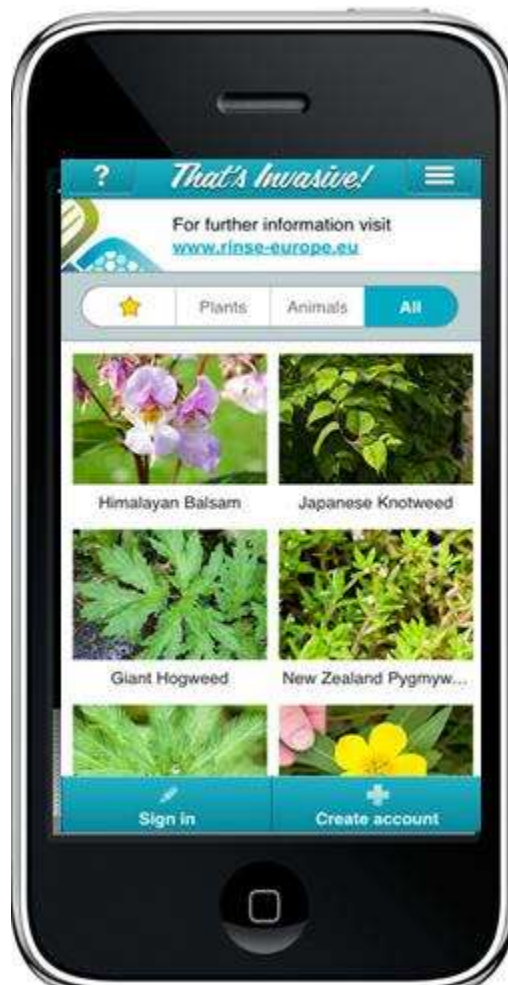 ?
That's Invasive!
For further information visit
www.rinse-europe.eu
Plants
Animals
All
Himalayan Balsam
Japanese Knotweed
Giant Hogweed
New Zealand Pygmyw...
Sign in
Create account